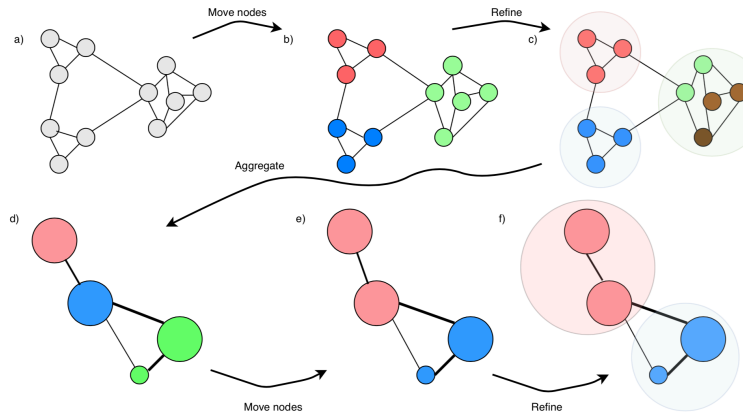 Move nodes
Refine
a)
b)
c)
Aggregate
d)
e)
f)
Move nodes
Refine